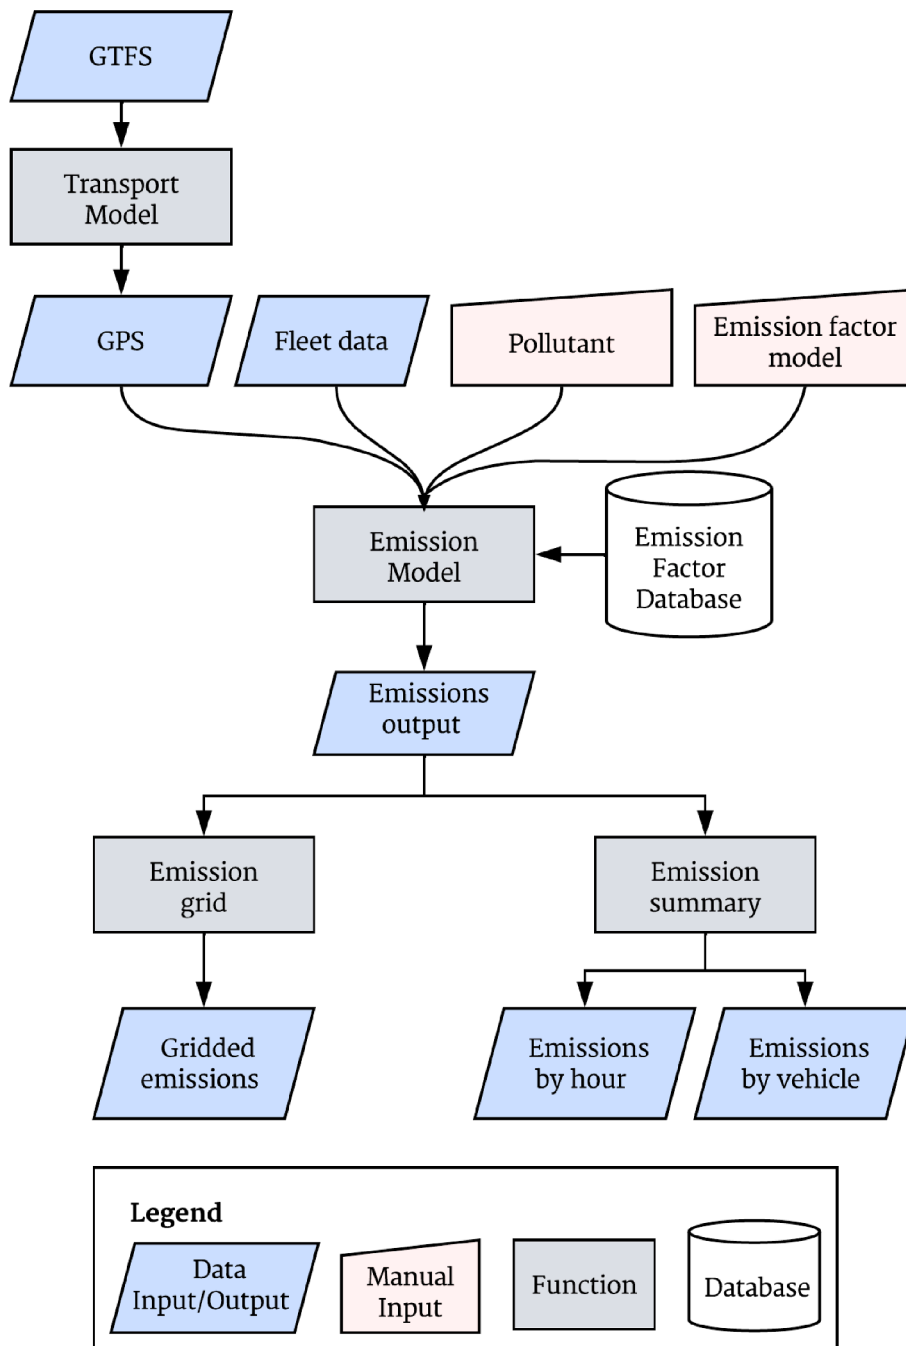 GTFS
Transport
Model
GPS
Fleet data
Pollutant
Emission factor
model
Emission
Model
Emission
Factor
Database
Emissions
output
Emission
grid
Emission
summary
Gridded
emissions
Emissions
by hour
Emissions
by vehicle
Legend
Data
Input/Output
Manual
Input
Function
Database